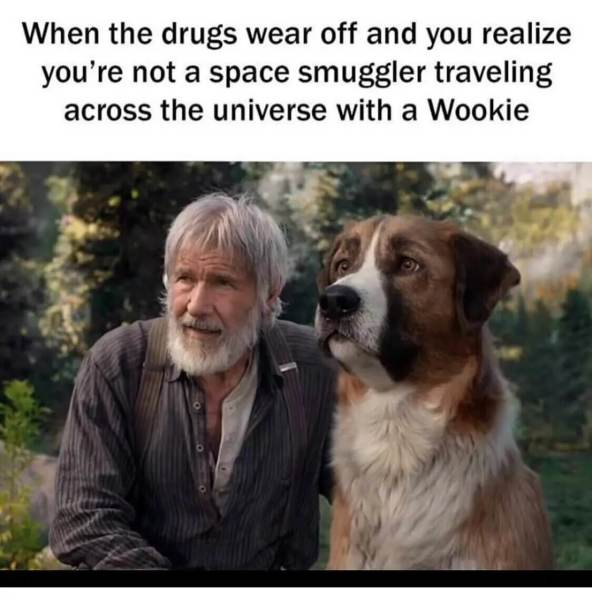 When the drugs wear off and you realize
you're not a space smuggler traveling
across the universe with a Wookie